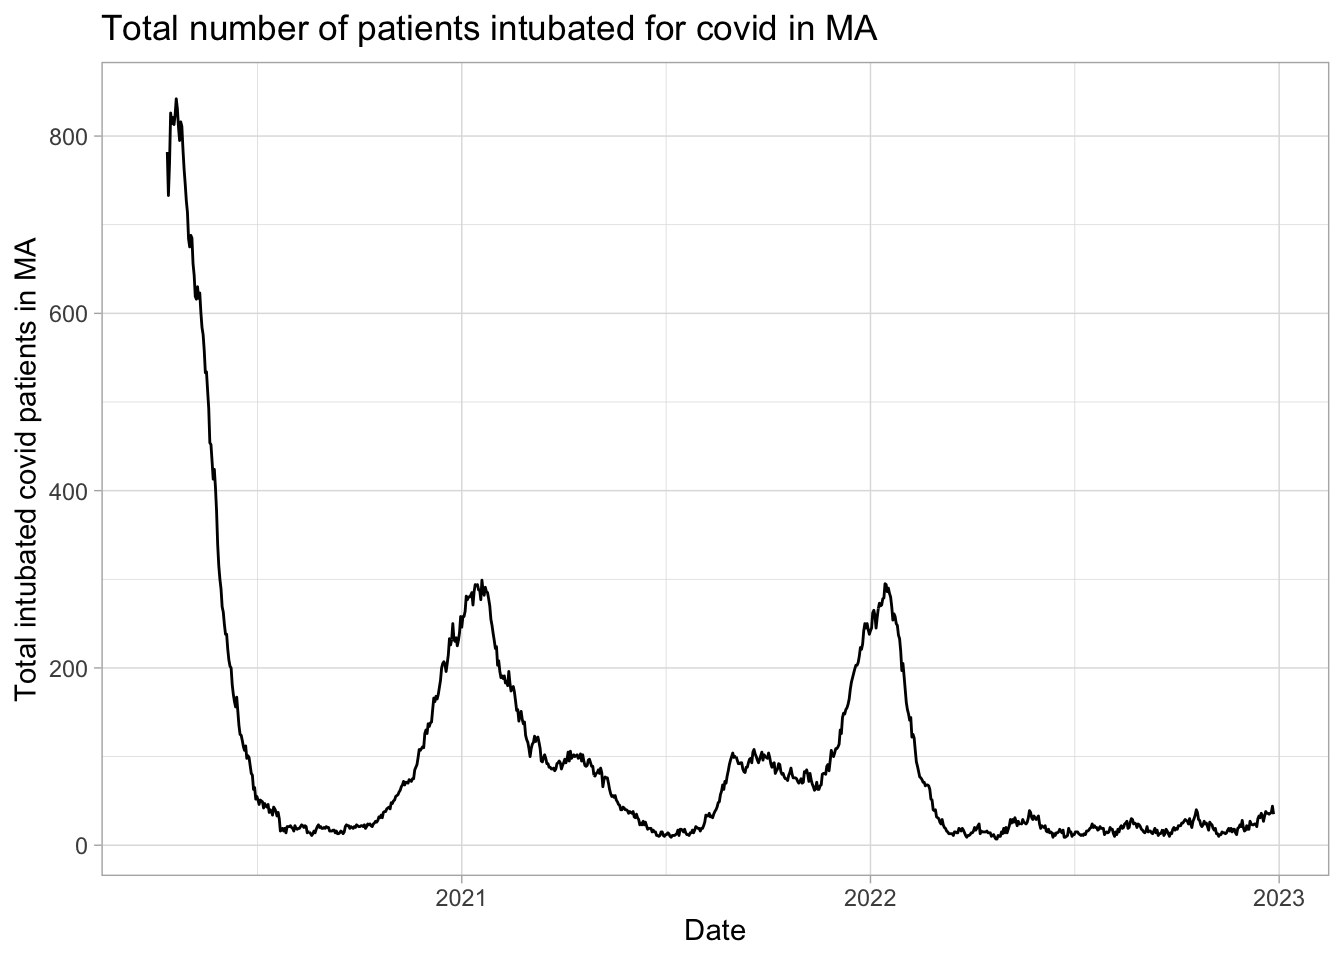 Total number of patients intubated for covid in MA
Total intubated covid patients in MA
800
600
400
200
0
2021
2022
2023
Date